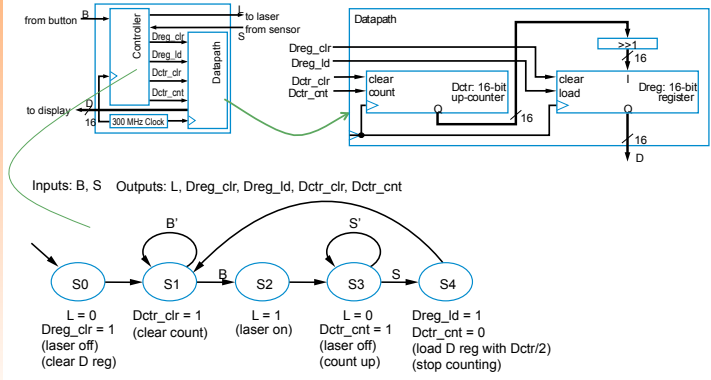 from button
B
Controller
L
to laser
from sensor
S
Dreg_clr
Dreg_ld
Dctr_clr
Dctr_cnt
Datapath
to display
D
16
300 MHz Clock
Datapath
>>1
16
Dreg_clr
Dreg_ld
Dctr_clr
Dctr_cnt
clear
count
Dctr: 16-bit
up-counter
Q
16
clear
load
I
Dreg: 16-bit
register
Q
16
D
Inputs: B, S Outputs: L, Dreg_clr, Dreg_ld, Dctr_clr, Dctr_cnt
B'
S'
S0
S1
B
S2
S3
S
S4
L = 0
Dreg_clr = 1
(laser off)
(clear D reg)
Dctr_clr = 1
(clear count)
L = 1
(laser on)
L = 0
Dctr_cnt = 1
(laser off)
(count up)
Dreg_ld = 1
Dctr_cnt = 0
(load D reg with Dctr/2)
(stop counting)